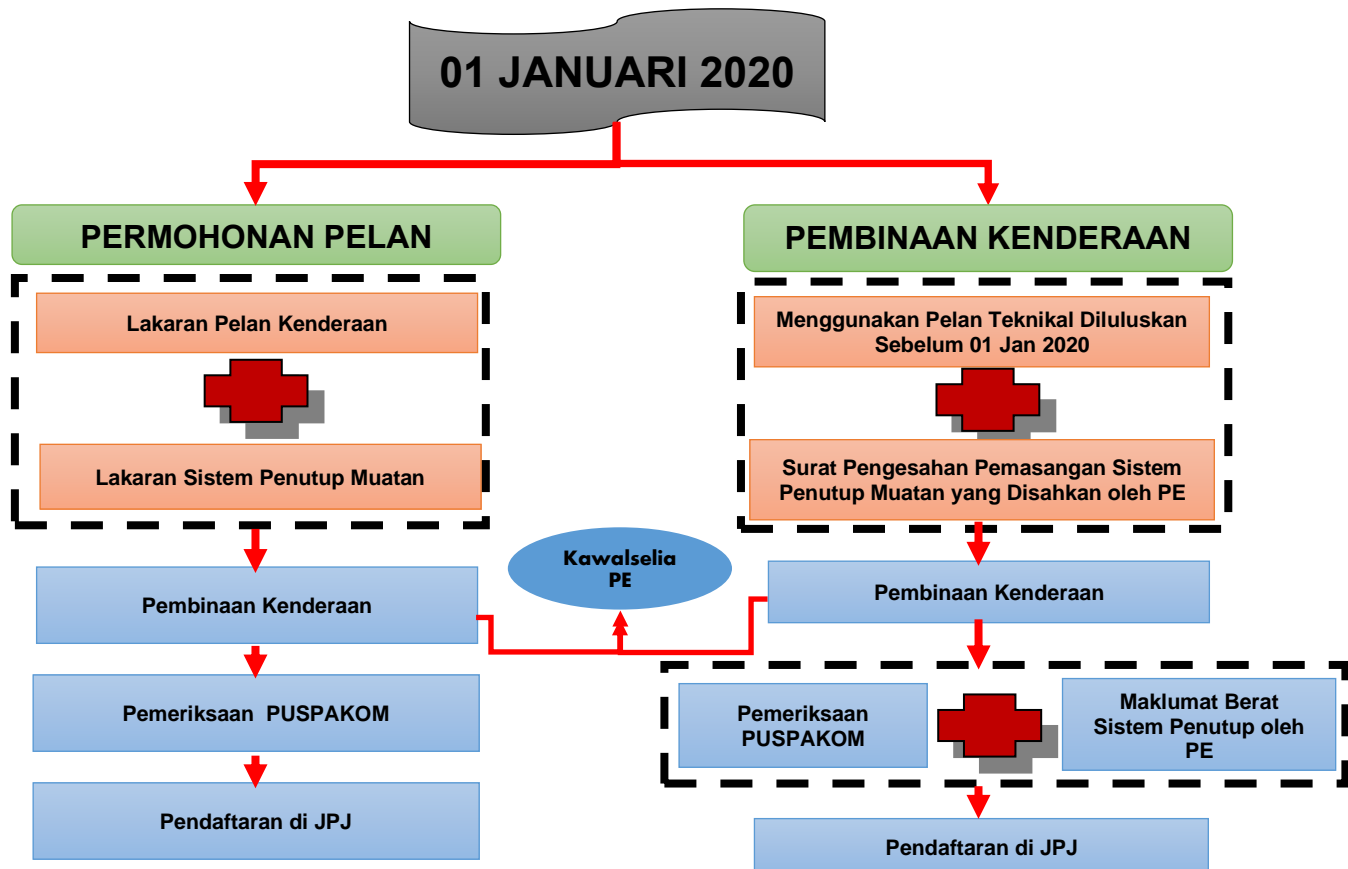 01 JANUARI 2020
PERMOHONAN PELAN
Lakaran Pelan Kenderaan
Lakaran Sistem Penutup Muatan
Pembinaan Kenderaan
Pemeriksaan PUSPAKOM
Pendaftaran di JPJ
Kawalselia
PE
PEMBINAAN KENDERAAN
Menggunakan Pelan Teknikal Diluluskan
Sebelum 01 Jan 2020
Surat Pengesahan Pemasangan Sistem
Penutup Muatan yang Disahkan oleh PE
Pembinaan Kenderaan
Pemeriksaan
PUSPAKOM
Maklumat Berat
Sistem Penutup oleh
PE
Pendaftaran di JPJ